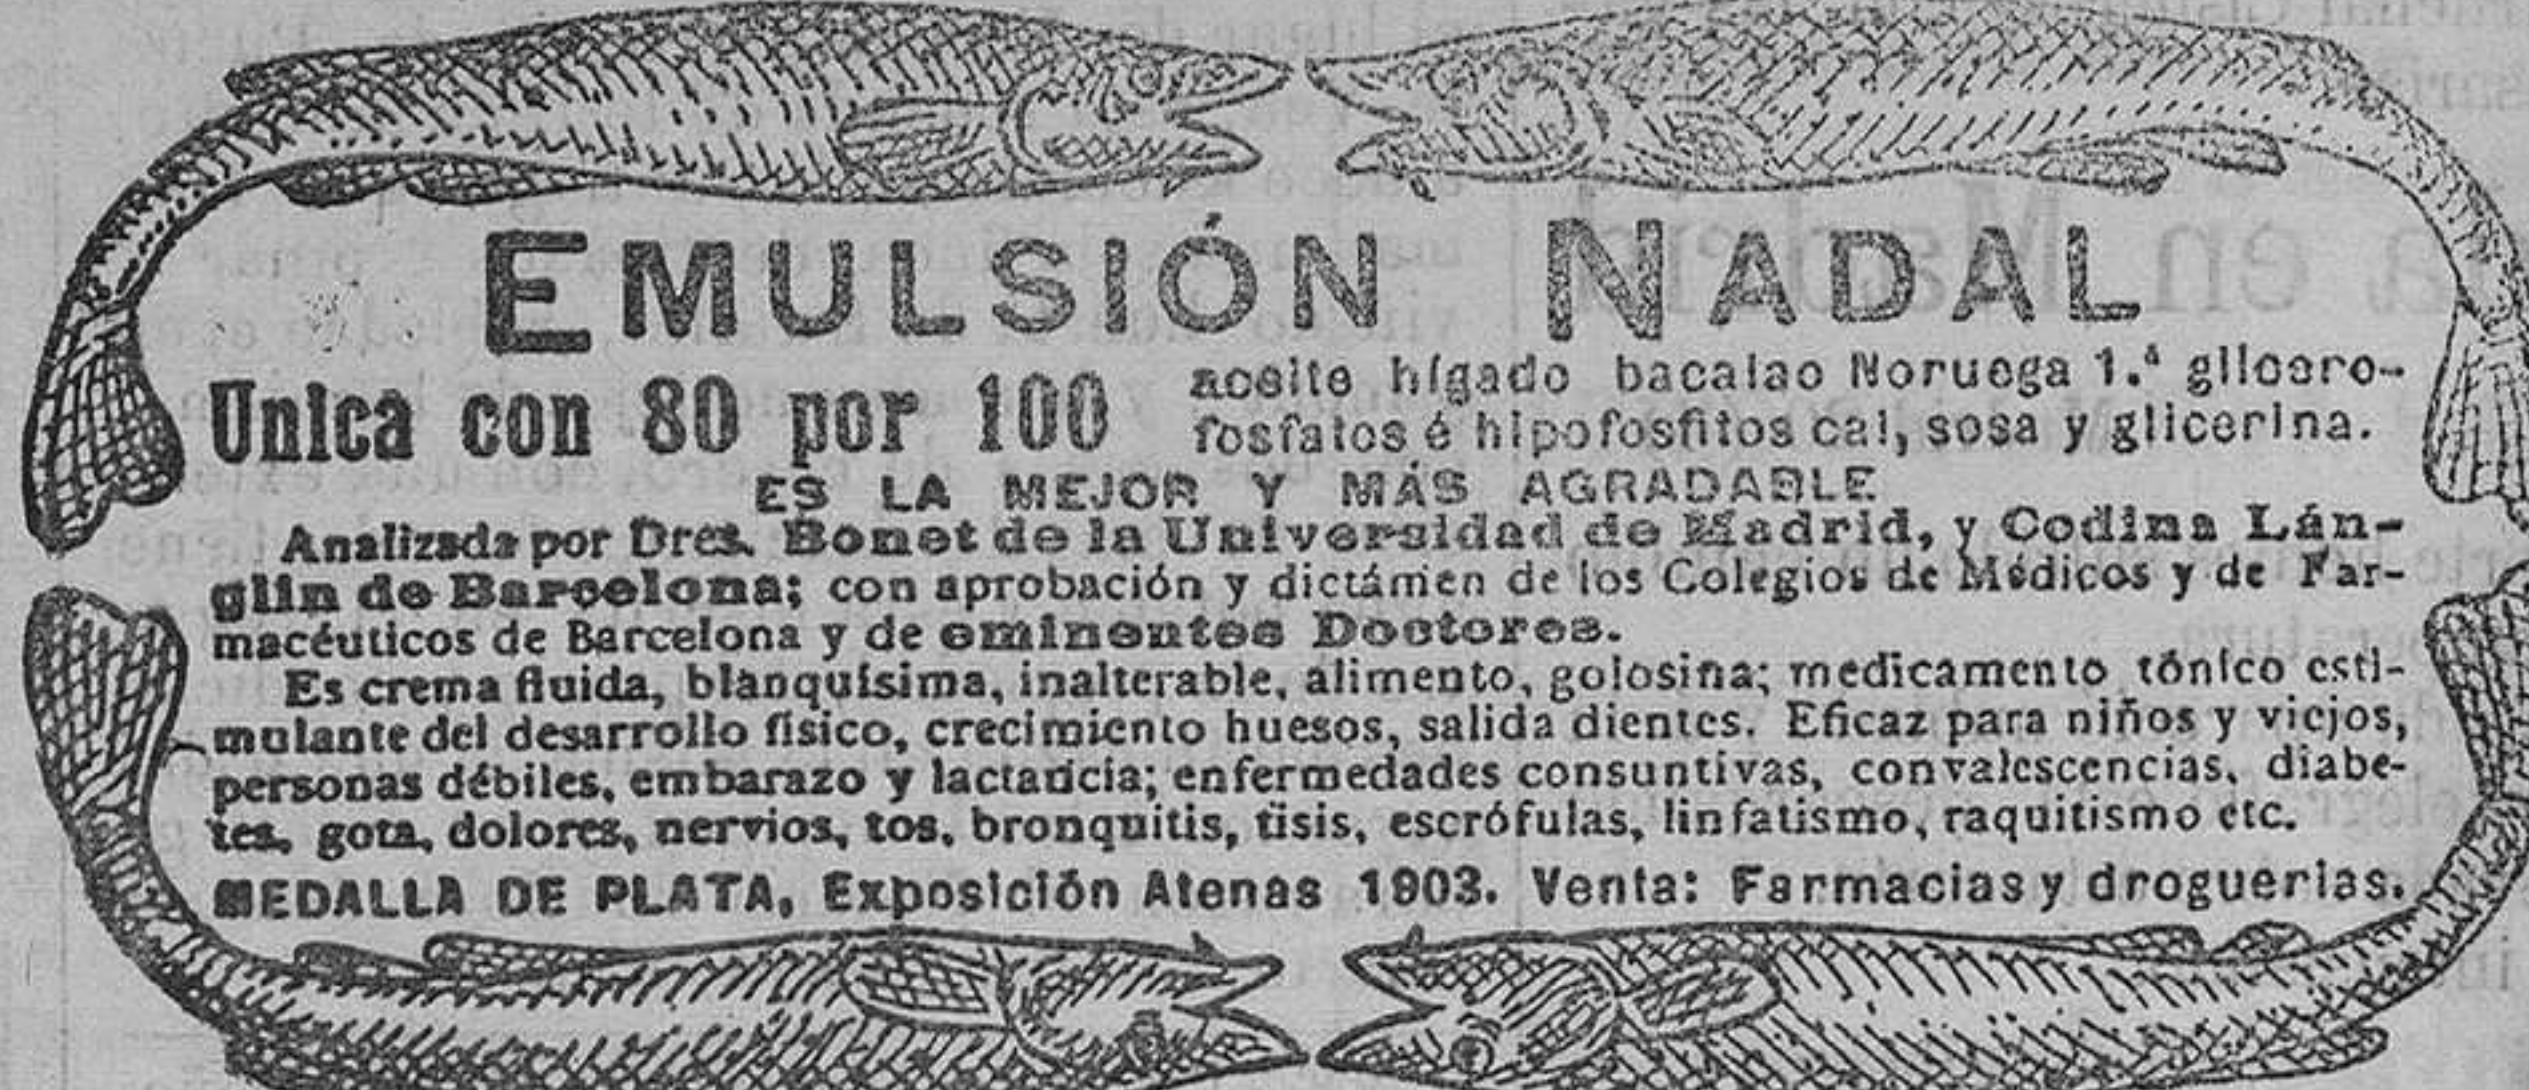 EMULSIÓN NADAL
Unica con 80 por 100 aceite hígado bacalao Noruega 1.ª glicero-
fosfatos é hipofosfitos cal, sosa y glicerina.
ES LA MEJOR Y MÁS AGRADABLE
Analizada por Dres. Bonet de la Universidad de Madrid, y Codina Lán-
glin de Barcelona; con aprobación y dictámen de los Colegios de Médicos y de Far-
macéuticos de Barcelona y de eminentes Doctores.
Es crema fluida, blanquísima, inalterable, alimento, golosina; medicamento tónico esti-
mulante del desarrollo físico, crecimiento huesos, salida dientes. Eficaz para niños y viejos,
personas débiles, embarazo y lactancia; enfermedades consuntivas, convalescencias, diabe-
tes, gota, dolores, nervios, tos, bronquitis, tisis, escrófulas, linfatismo, raquitismo etc.
MEDALLA DE PLATA, Exposición Atenas 1903. Venta: Farmacias y droguerias.